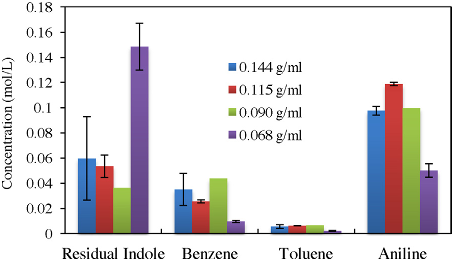 0.18
0.16
0.14
0.12
0.1
0.08
0.06
0.04
0.02
0
Concentration (mol/L)
0.144 g/ml
0.115 g/ml
0.090 g/ml
0.068 g/ml
Residual Indole Benzene Toluene Aniline